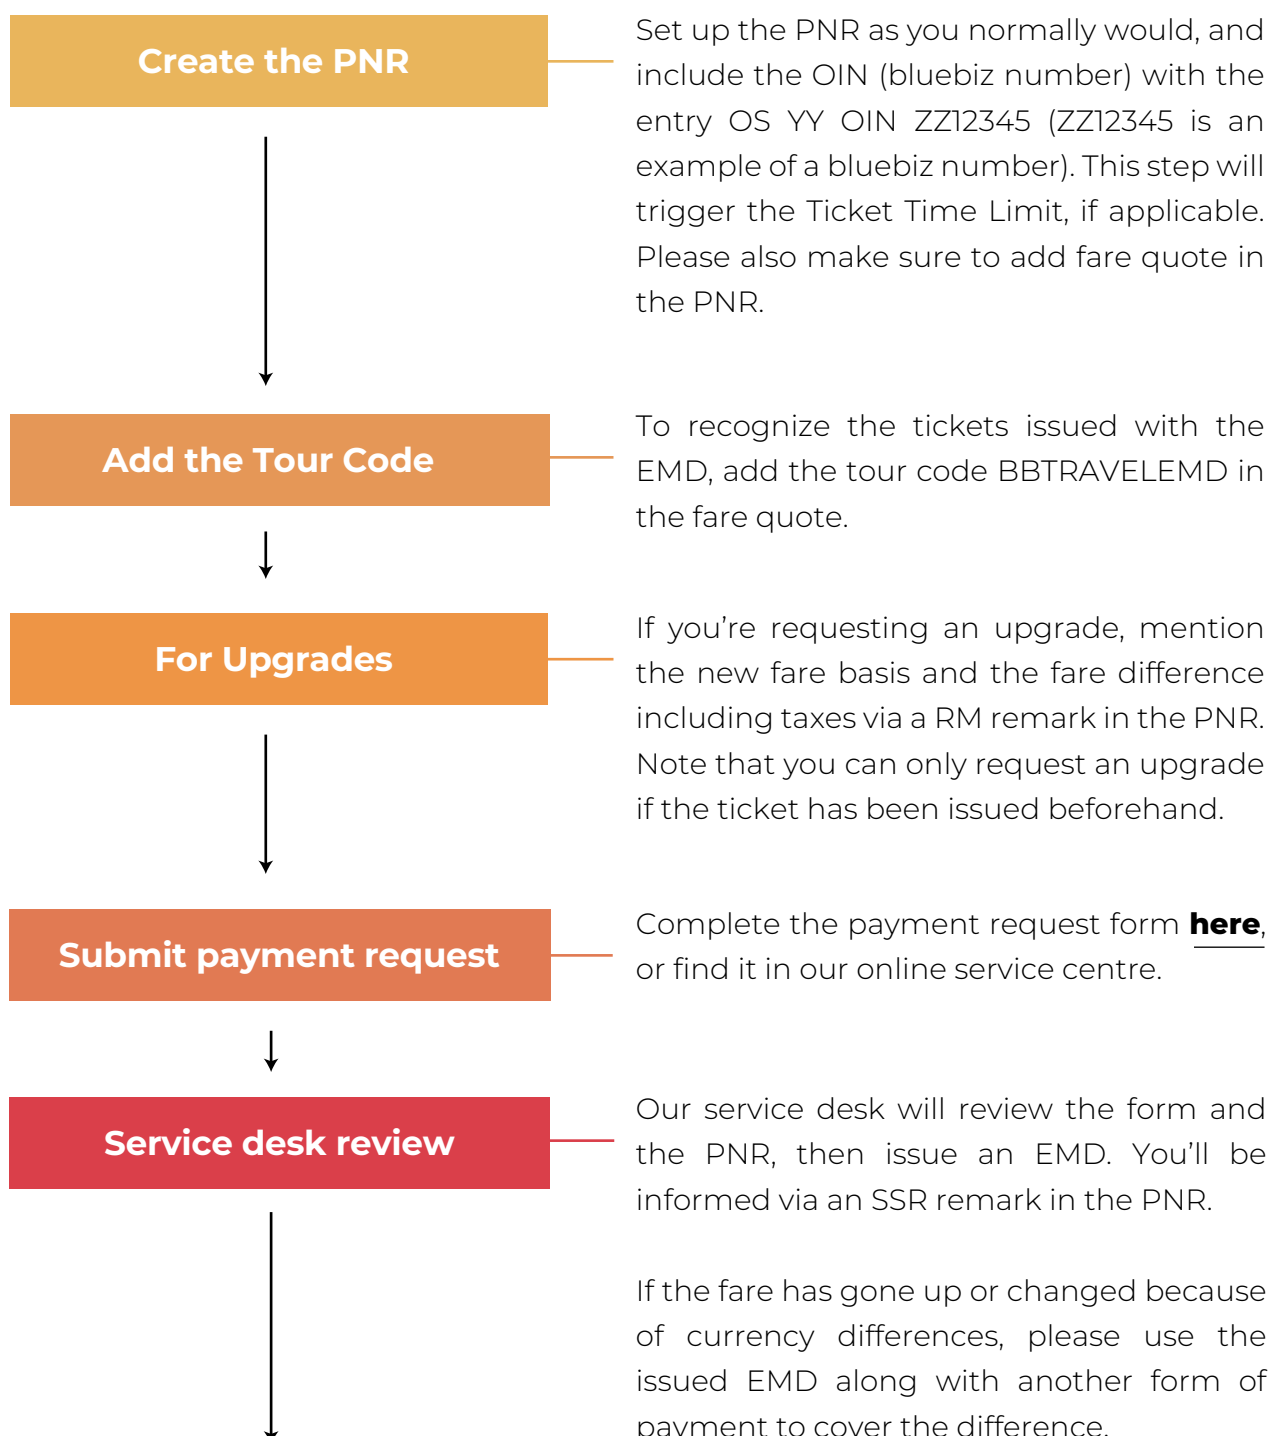 Create the PNR
Set up the PNR as you normally would, and
include the OIN (bluebiz number) with the
entry OS YY OIN ZZ12345 (ZZ12345 is an
example of a bluebiz number). This step will
trigger the Ticket Time Limit, if applicable.
Please also make sure to add fare quote in
the PNR.
Add the Tour Code
To recognize the tickets issued with the
EMD, add the tour code BBTRAVELEMD in
the fare quote.
For Upgrades
If you’re requesting an upgrade, mention
the new fare basis and the fare difference
including taxes via a RM remark in the PNR.
Note that you can only request an upgrade
if the ticket has been issued beforehand.
Submit payment request
Complete the payment request form here,
or find it in our online service centre.
Service desk review
Our service desk will review the form and
the PNR, then issue an EMD. You’ll be
informed via an SSR remark in the PNR.
If the fare has gone up or changed because
of currency differences, please use the
issued EMD along with another form of
payment to cover the difference.